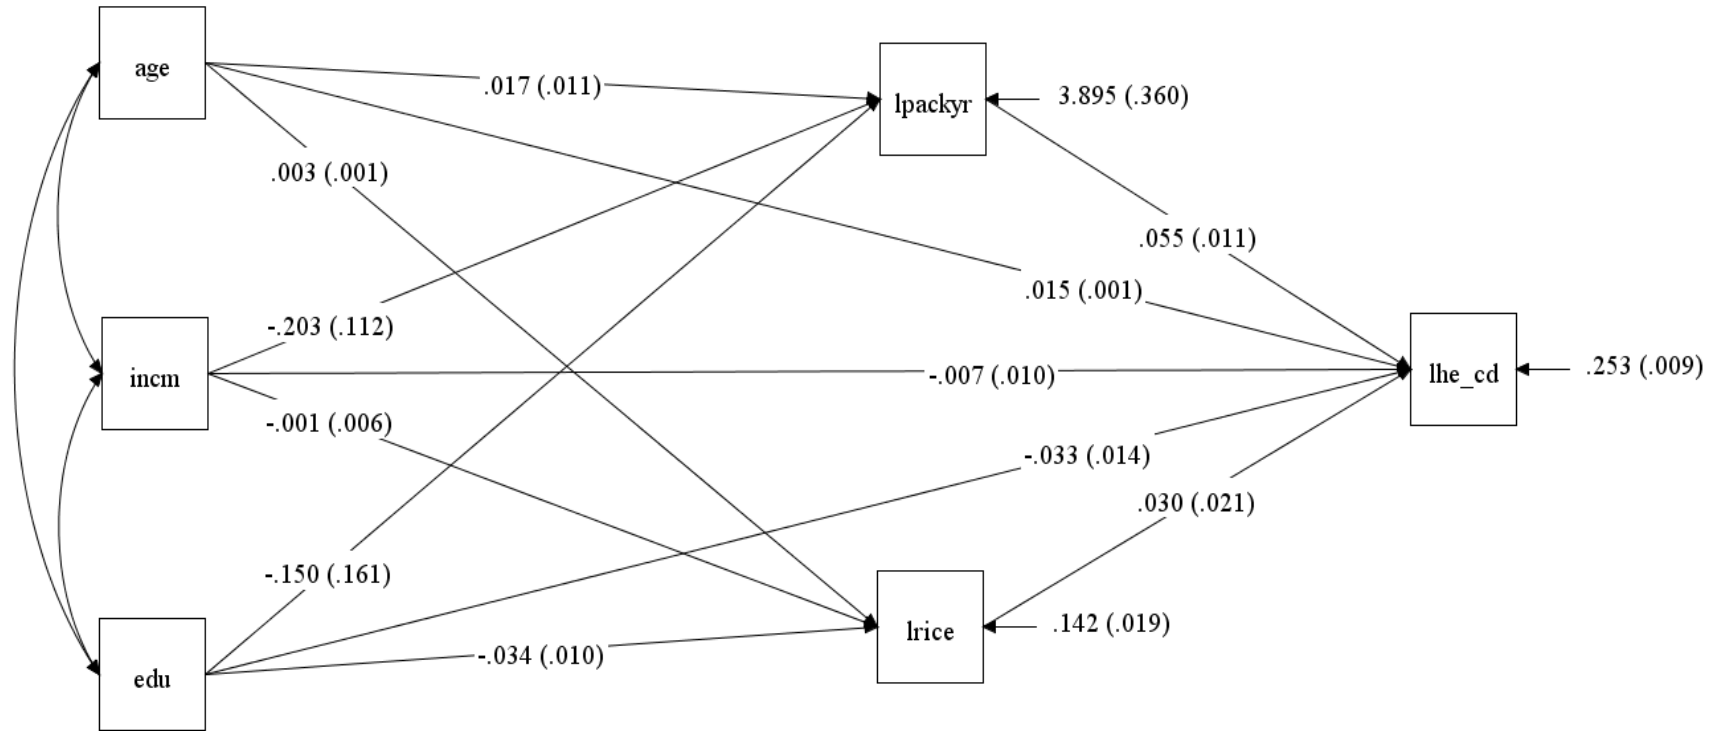 age
lpackyr
.017 (.011)
3.895 (.360)
.003 (.001)
.055 (.011)
.015 (.001)
-.203 (.112)
incm
-.007 (.010)
lhe_cd
.253 (.009)
-.001 (.006)
-.033 (.014)
.030 (.021)
-.150 (.161)
lrice
.142 (.019)
-.034 (.010)
edu